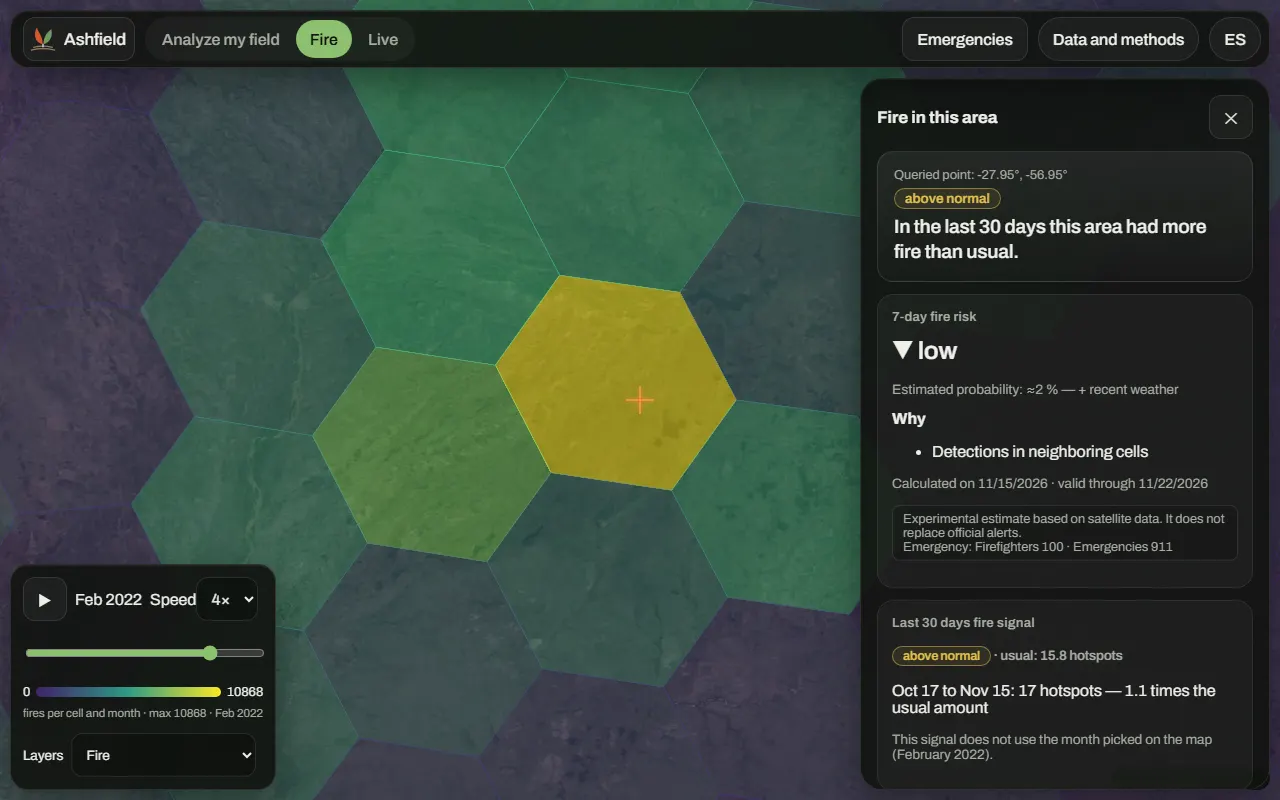 Ashfield
Analyze my field
Fire
Live
Emergencies
Data and methods
ES
Fire in this area
Queried point: -27.95°, -56.95°
above normal
In the last 30 days this area had more
fire than usual.
7-day fire risk
▼ low
Estimated probability: ≈2 % — + recent weather
Why
• Detections in neighboring cells
Calculated on 11/15/2026 · valid through 11/22/2026
Experimental estimate based on satellite data. It does not
replace official alerts.
Emergency: Firefighters 100 · Emergencies 911
Last 30 days fire signal
above normal · usual: 15.8 hotspots
Oct 17 to Nov 15: 17 hotspots — 1.1 times the
usual amount
This signal does not use the month picked on the map
(February 2022).
Feb 2022 Speed 4×
0 10868
fires per cell and month · max 10868 · Feb 2022
Layers Fire